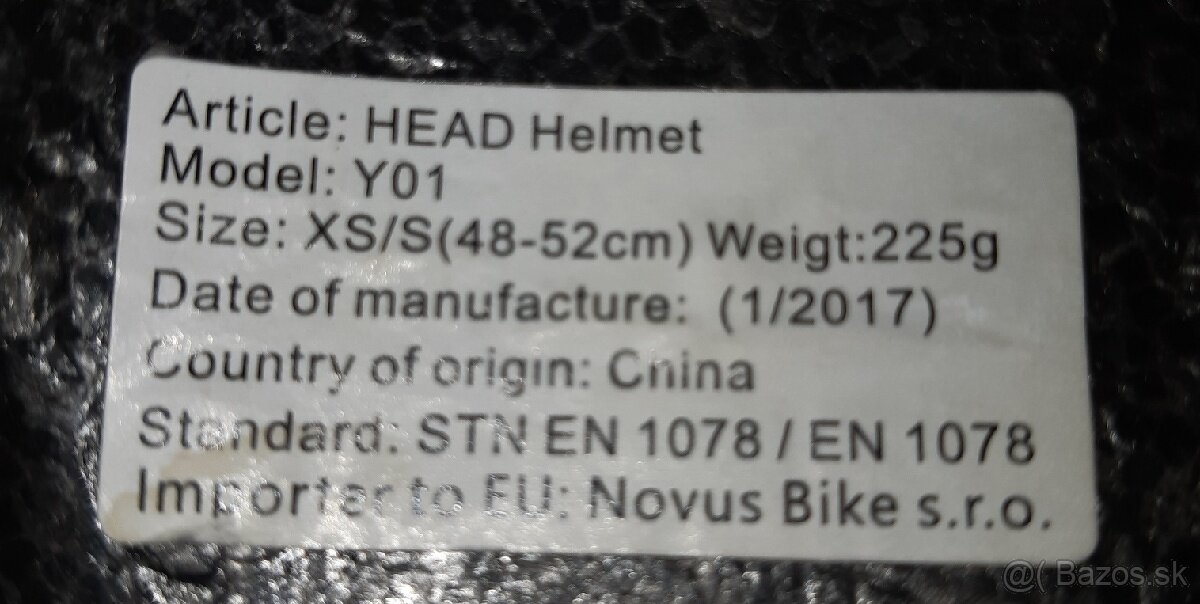 Article: HEAD Helmet
Model: Y01
Size: XS/S(48-52cm) Weigt:225g
Date of manufacture: (1/2017)
Country of origin: China
Standard: STN EN 1078 / EN 1078
Importer to EU: Novus Bike s.r.o.
@( Bazos.sk